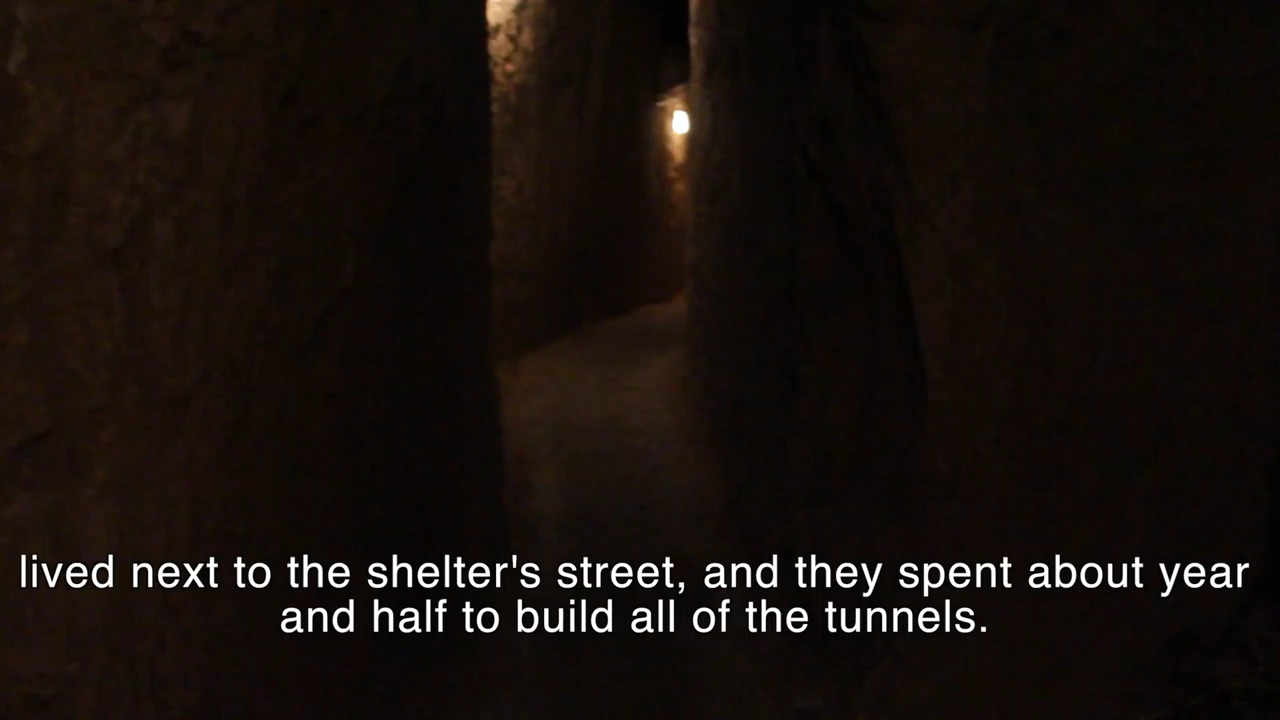 lived next to the shelter's street, and they spent about year
and half to build all of the tunnels.